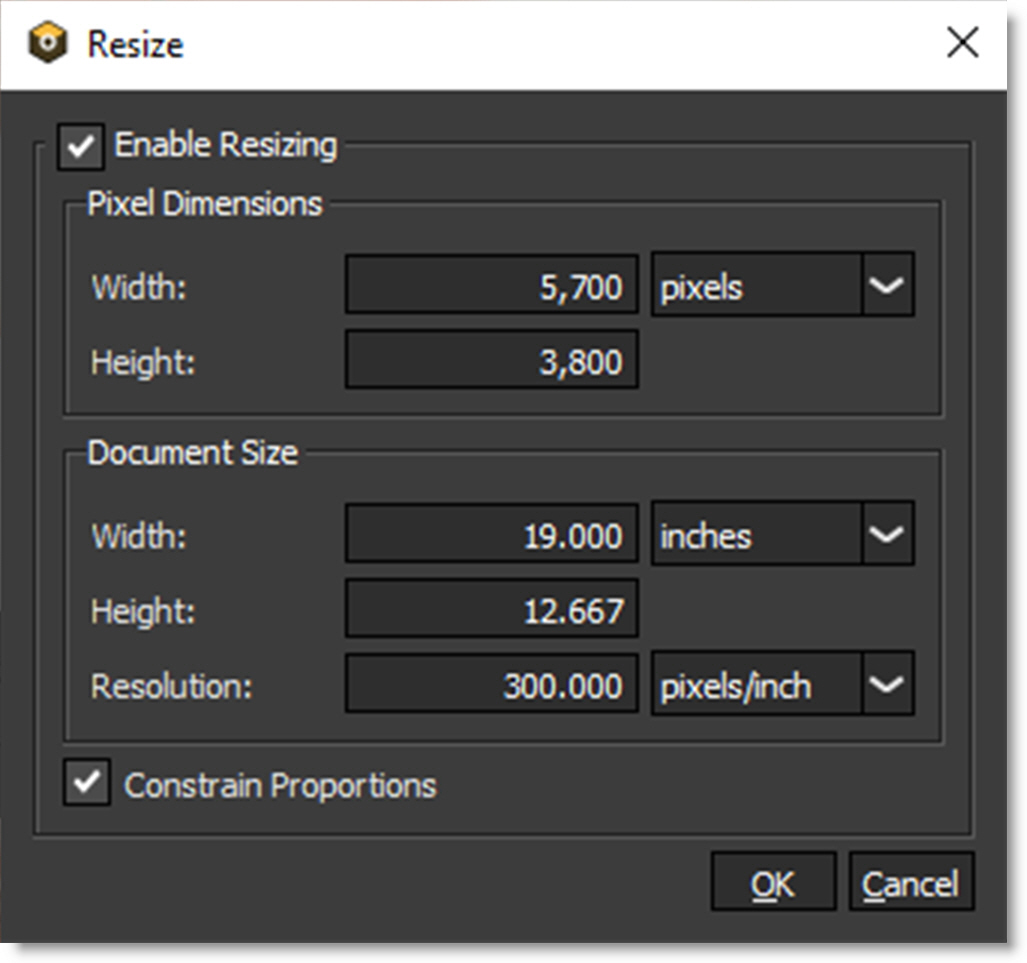 Resize
Enable Resizing
Pixel Dimensions
Width: 5,700 pixels
Height: 3,800
Document Size
Width: 19.000 inches
Height: 12.667
Resolution: 300.000 pixels/inch
Constrain Proportions
OK Cancel